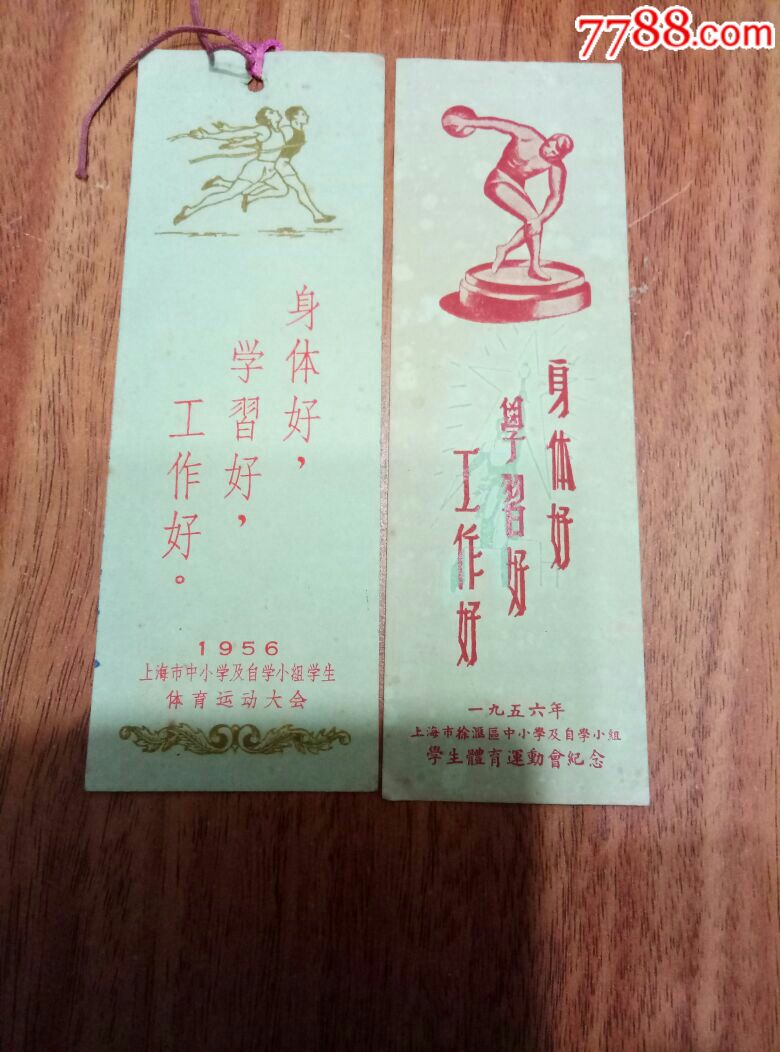 7788.com
身体好，
学習好，
工作好。
1956
上海市中小学及自学小組学生
体育运动大会
身体好
學習好
工作好
一九五六年
上海市徐滙區中小學及自學小組
學生體育運動會紀念